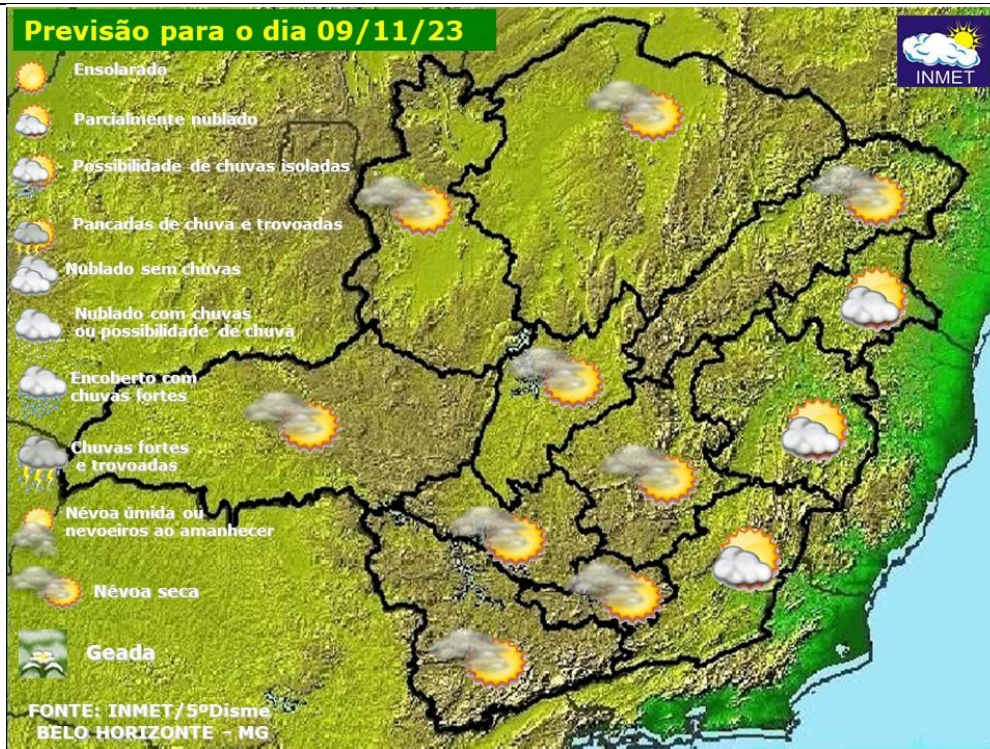 Previsão para o dia 09/11/23
INMET
Ensolarado
Parcialmente nublado
Possibilidade de chuvas isoladas
Pancadas de chuva e trovoadas
Nublado sem chuvas
Nublado com chuvas
ou possibilidade de chuva
Encoberto com
chuvas fortes
Chuvas fortes
e trovoadas
Névoa úmida ou
nevoeiros ao amanhecer
Névoa seca
Geada
FONTE: INMET/5ºDisme
BELO HORIZONTE - MG